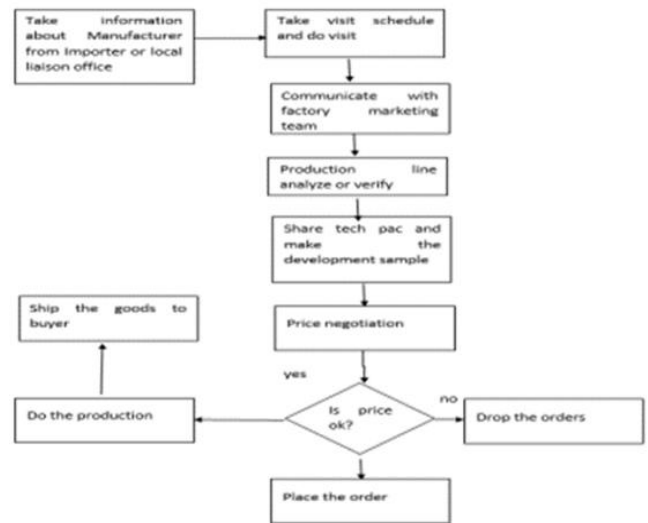 Take information
about Manufacturer
from Importer or local
liaison office
Take visit schedule
and do visit
Communicate with
factory marketing
team
Production line
analyze or verify
Share tech pac and
make the
development sample
Price negotiation
yes
Is price
ok?
no
Drop the orders
Do the production
Ship the goods to
buyer
Place the order